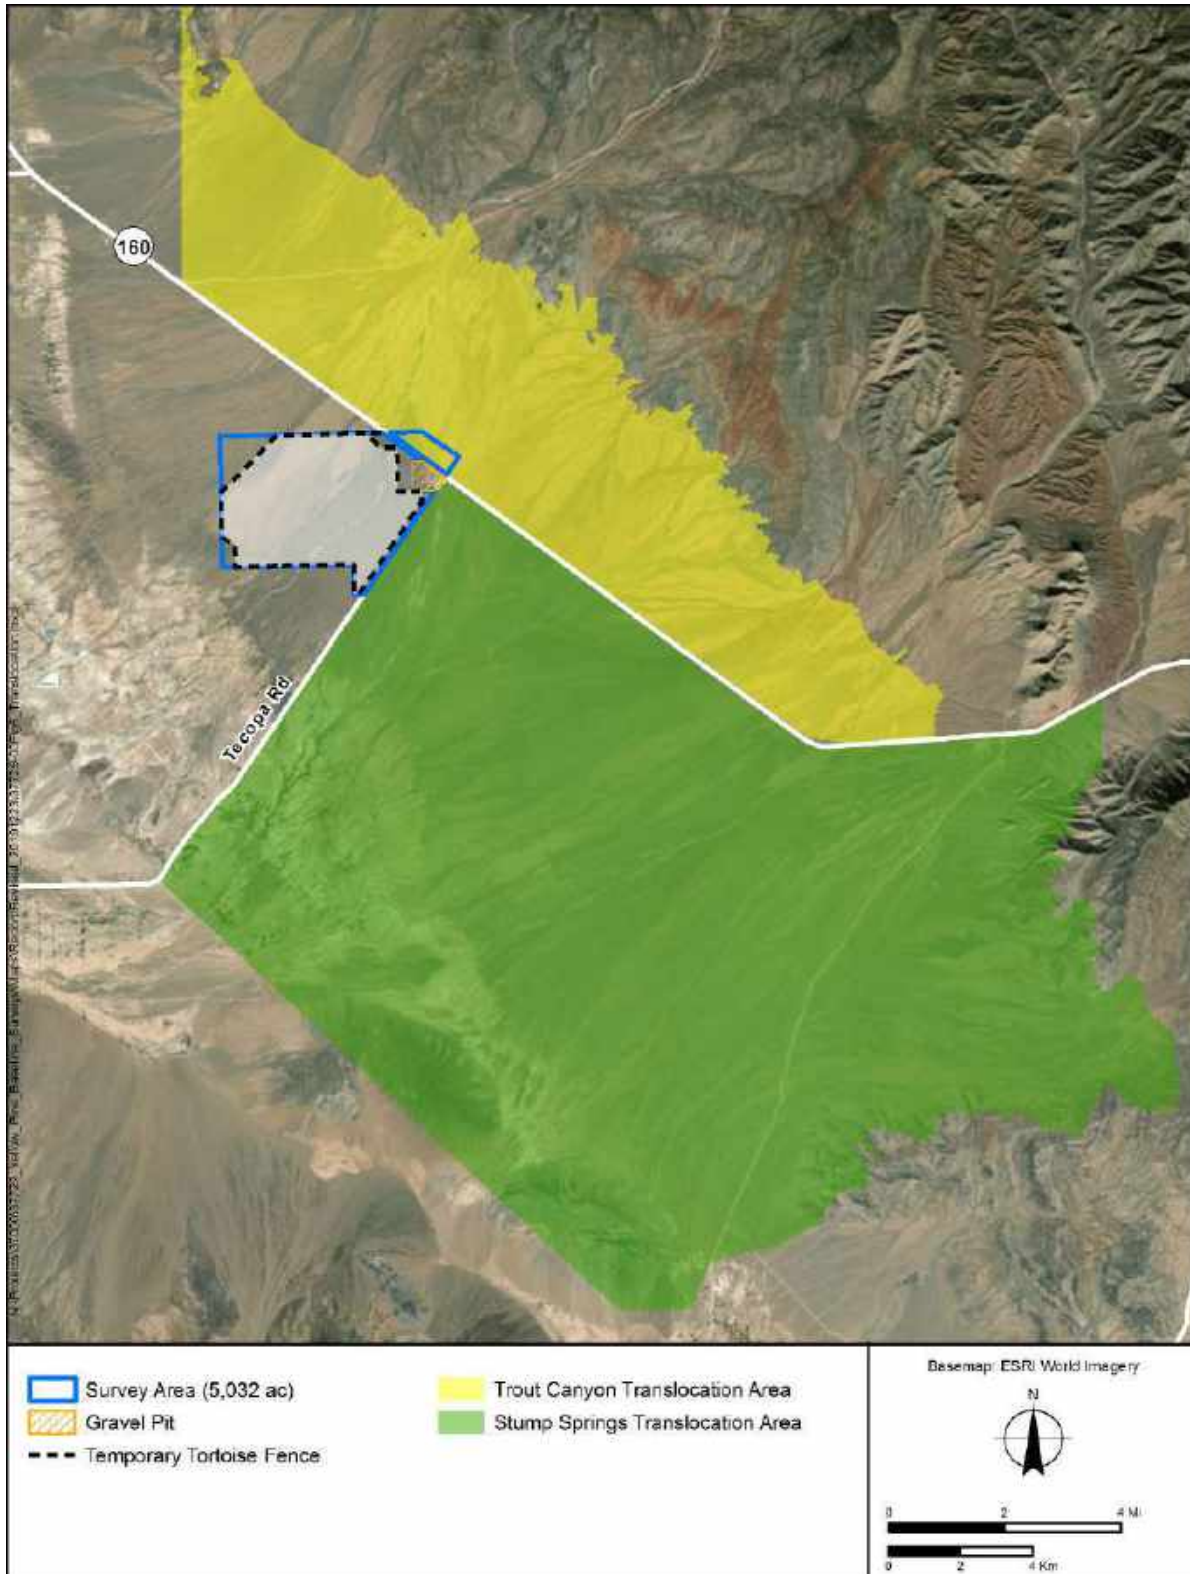 160
Tecopa Rd
Survey Area (5,032 ac)
Gravel Pit
Temporary Tortoise Fence
Trout Canyon Translocation Area
Stump Springs Translocation Area
Basemap: ESRI World Imagery
N
0 2 4 Mi
0 2 4 Km